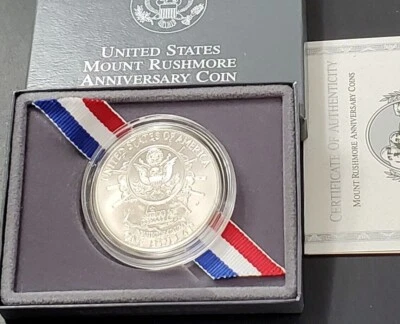 UNITED STATES
MOUNT RUSHMORE
ANNIVERSARY COIN
UNITED STATES OF AMERICA
CERTIFICATE OF AUTHENTICITY
MOUNT RUSHMORE ANNIVERSARY COINS